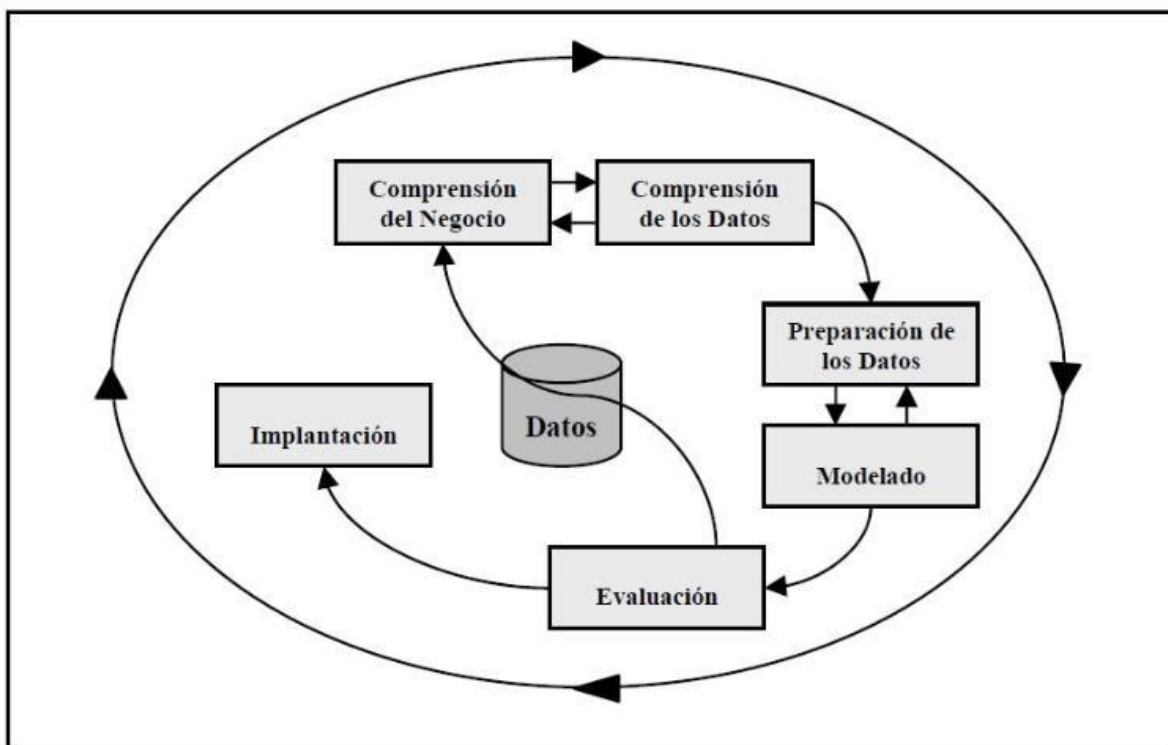 Comprensión
del Negocio
Comprensión
de los Datos
Preparación de
los Datos
Modelado
Evaluación
Implantación
Datos